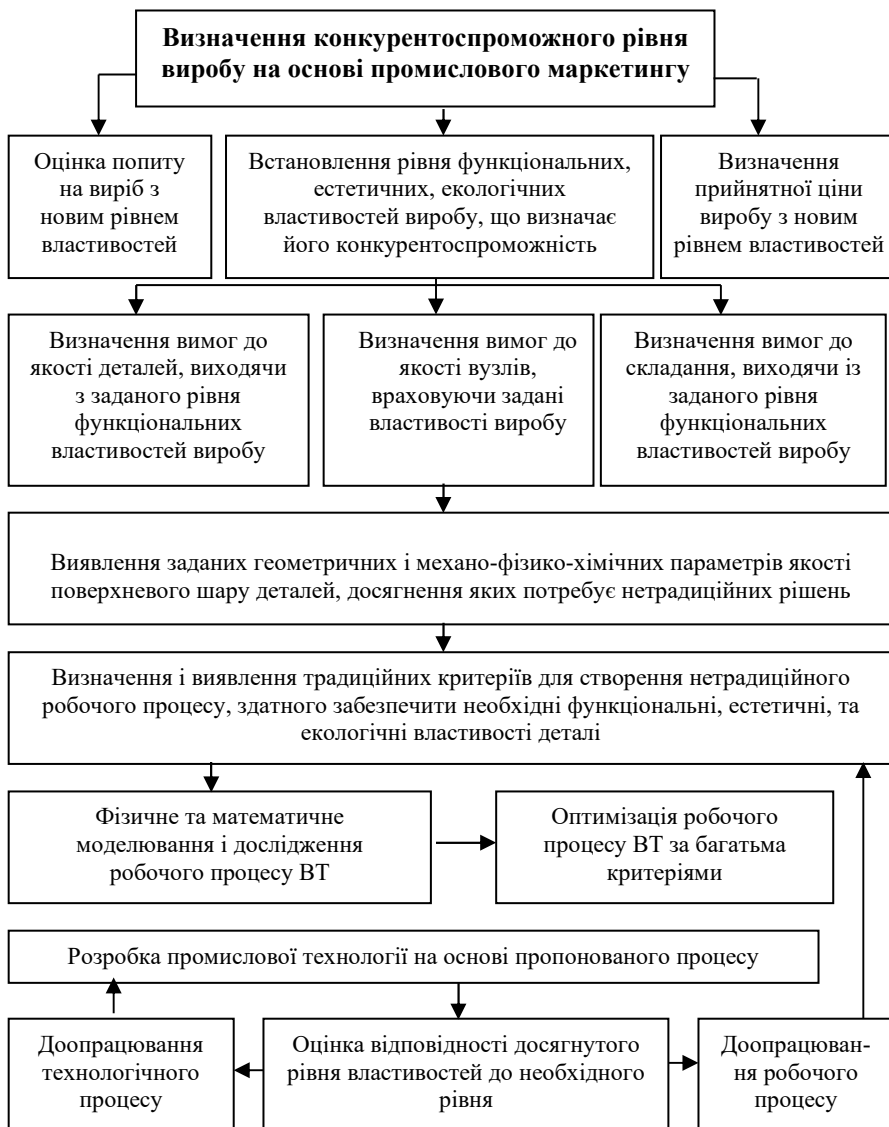 Визначення конкурентоспроможного рівня
виробу на основі промислового маркетингу
Оцінка попиту
на виріб з
новим рівнем
властивостей
Встановлення рівня функціональних,
естетичних, екологічних
властивостей виробу, що визначає
його конкурентоспроможність
Визначення
прийнятної ціни
виробу з новим
рівнем властивостей
Визначення вимог до
якості деталей, виходячи
з заданого рівня
функціональних
властивостей виробу
Визначення вимог до
якості вузлів,
враховуючи задані
властивості виробу
Визначення вимог до
складання, виходячи із
заданого рівня
функціональних
властивостей виробу
Виявлення заданих геометричних і механо-фізико-хімічних параметрів якості
поверхневого шару деталей, досягнення яких потребує нетрадиційних рішень
Визначення і виявлення традиційних критеріїв для створення нетрадиційного
робочого процесу, здатного забезпечити необхідні функціональні, естетичні, та
екологічні властивості деталі
Фізичне та математичне
моделювання і дослідження
робочого процесу ВТ
Оптимізація робочого
процесу ВТ за багатьма
критеріями
Розробка промислової технології на основі пропонованого процесу
Доопрацювання
технологічного
процесу
Оцінка відповідності досягнутого
рівня властивостей до необхідного
рівня
Доопрацюван-
ня робочого
процесу